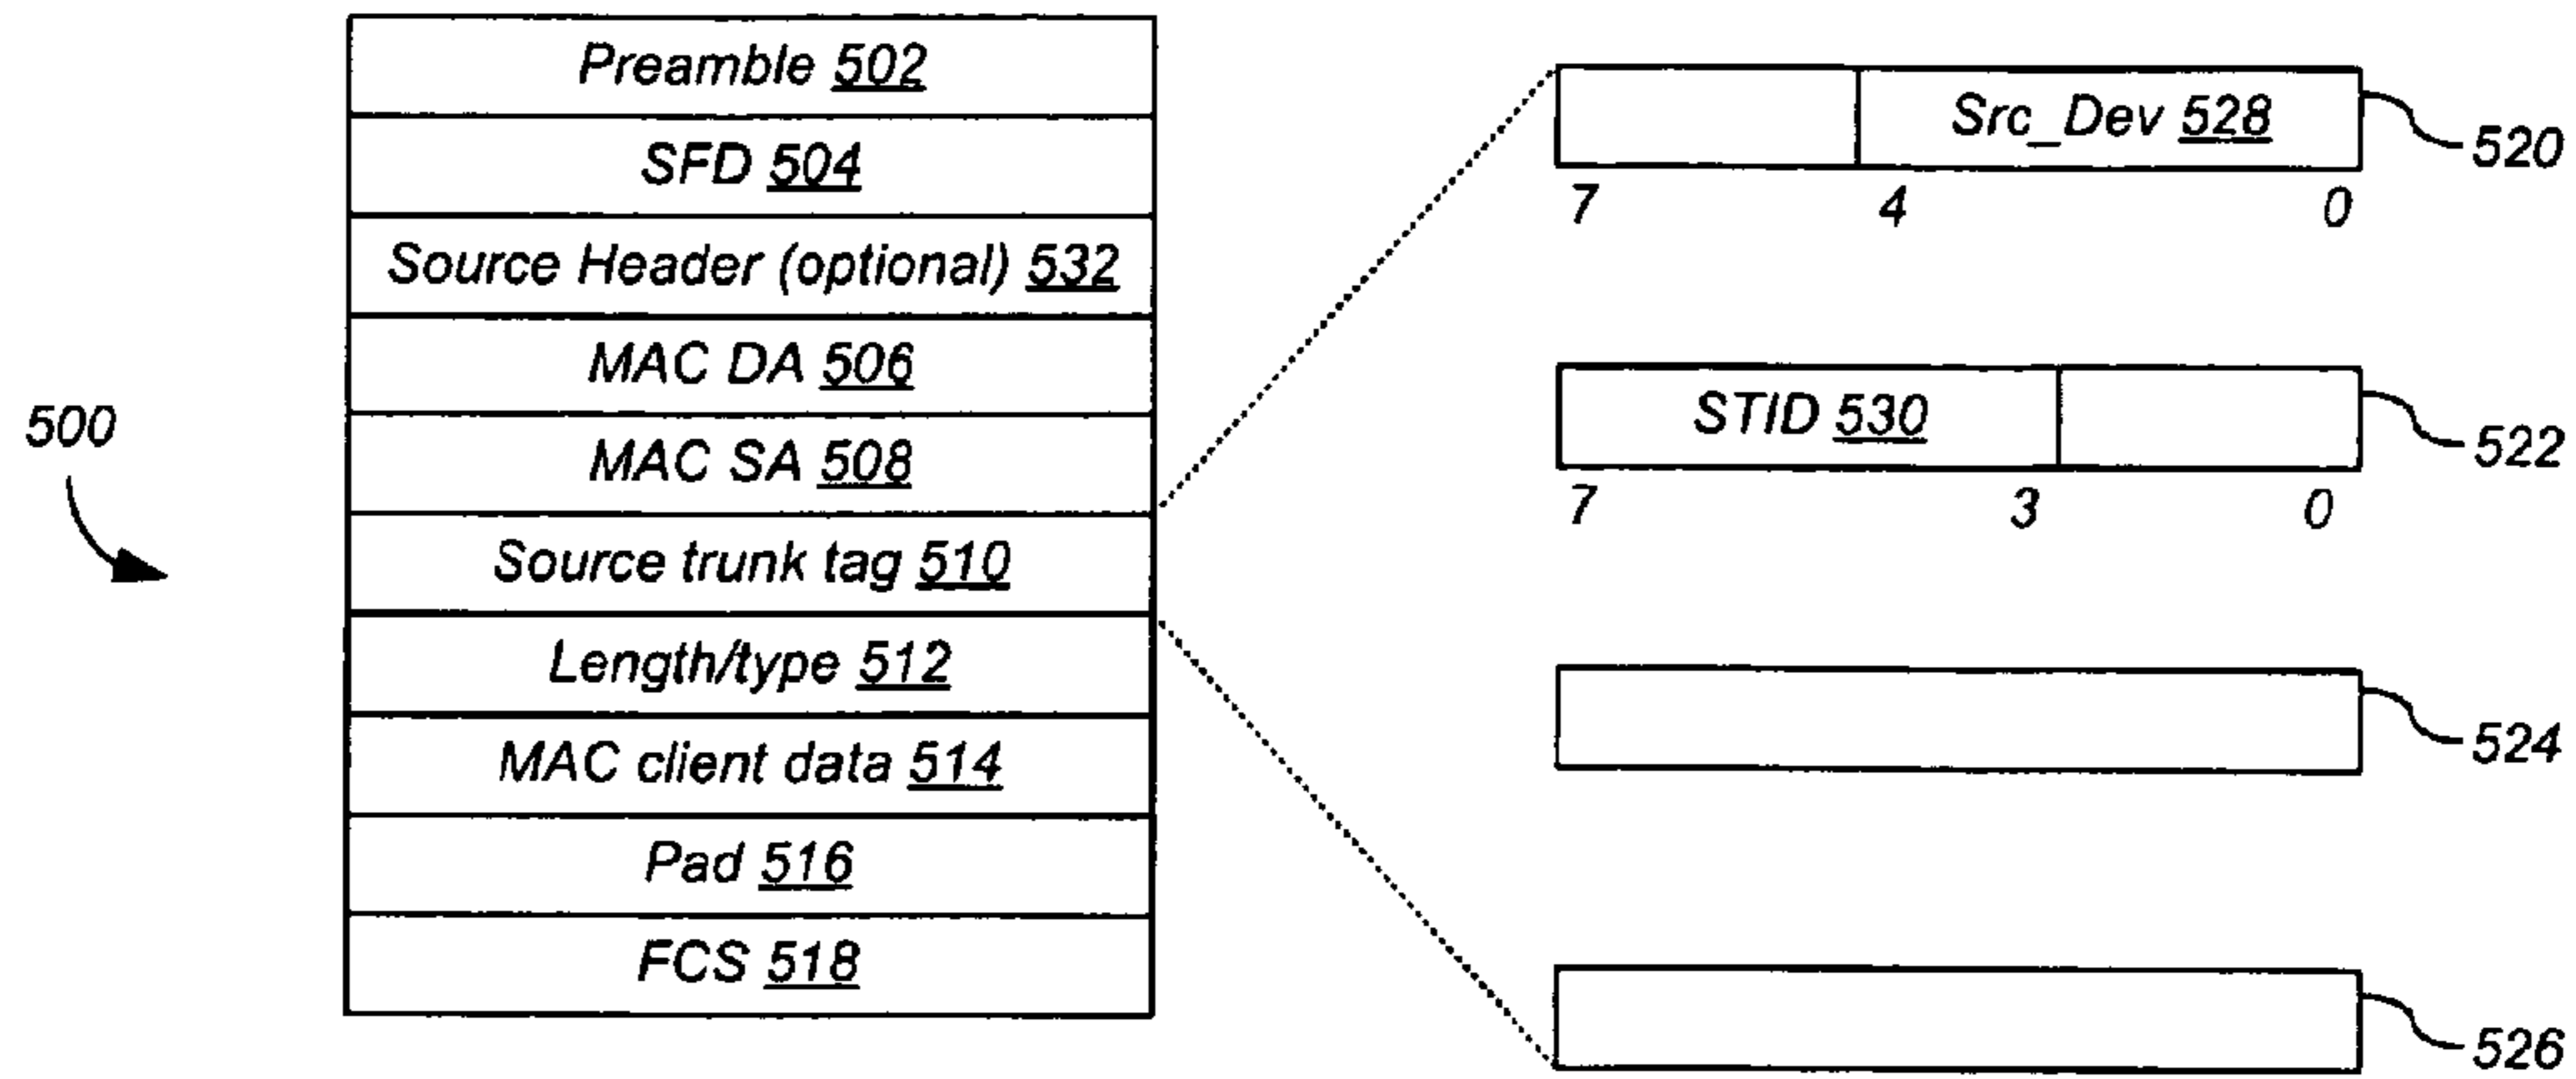 500
Preamble 502
SFD 504
Source Header (optional) 532
MAC DA 506
MAC SA 508
Source trunk tag 510
Length/type 512
MAC client data 514
Pad 516
FCS 518
Src_Dev 528
520
7 4 0
STID 530
522
7 3 0
524
526